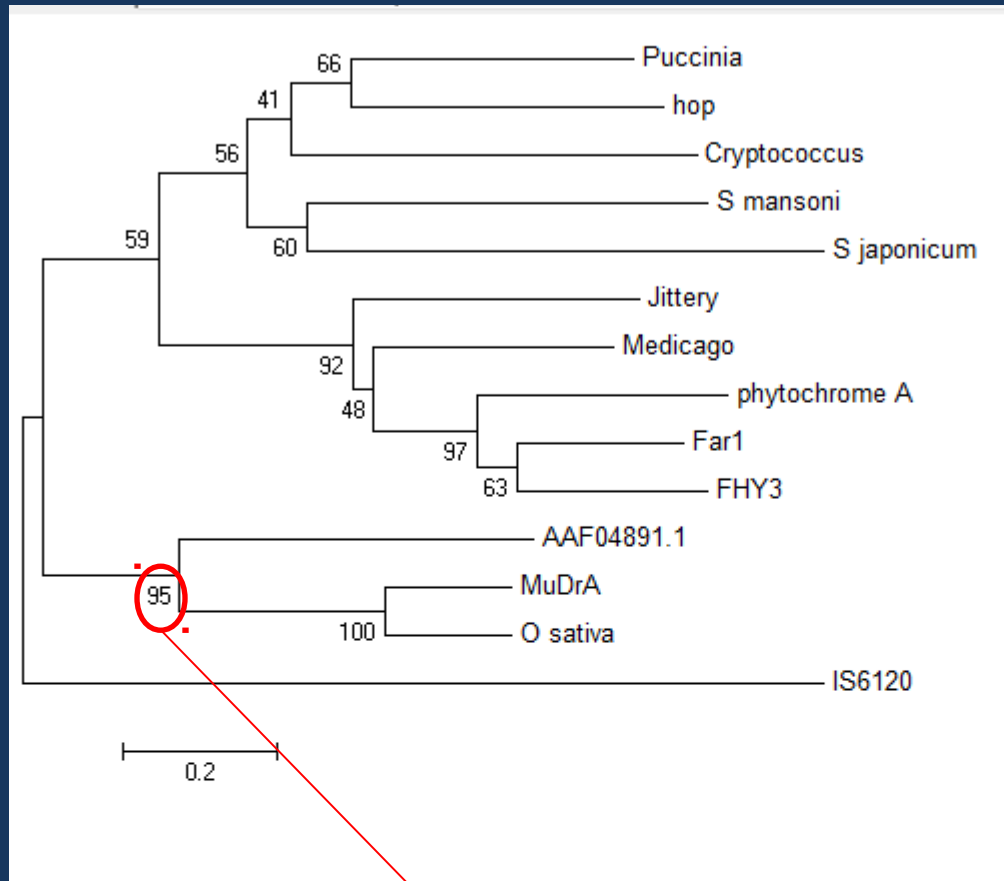 66
Puccinia
41
hop
56
Cryptococcus
S mansoni
59
60
S japonicum
Jittery
92
Medicago
48
phytochrome A
97
Far1
63
FHY3
AAF04891.1
95
MuDrA
100
O sativa
IS6120
0.2